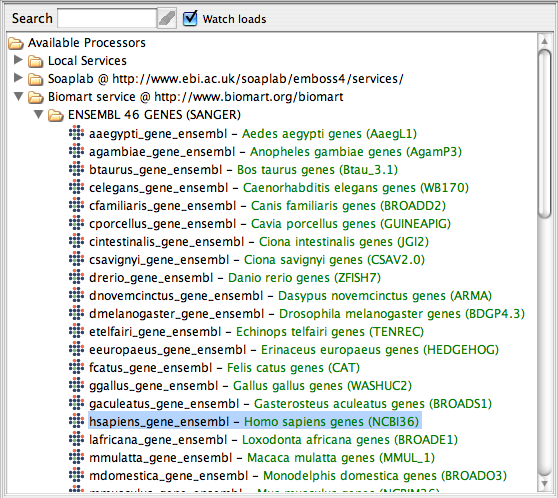 Search
Watch loads
Available Processors
Local Services
Soaplab @ http://www.ebi.ac.uk/soaplab/emboss4/services/
Biomart service @ http://www.biomart.org/biomart
ENSEMBL 46 GENES (SANGER)
aaegypti_gene_ensembl - Aedes aegypti genes (AaegL1)
agambiae_gene_ensembl - Anopheles gambiae genes (AgamP3)
btaurus_gene_ensembl - Bos taurus genes (Btau_3.1)
celegans_gene_ensembl - Caenorhabditis elegans genes (WB170)
cfamiliaris_gene_ensembl - Canis familiaris genes (BROADD2)
cporcellus_gene_ensembl - Cavia porcellus genes (GUINEAPIG)
cintestinalis_gene_ensembl - Ciona intestinalis genes (JGI2)
csavignyi_gene_ensembl - Ciona savignyi genes (CSAV2.0)
drerio_gene_ensembl - Danio rerio genes (ZFISH7)
dnovemcinctus_gene_ensembl - Dasypus novemcinctus genes (ARMA)
dmelanogaster_gene_ensembl - Drosophila melanogaster genes (BDGP4.3)
etelfairi_gene_ensembl - Echinops telfairi genes (TENREC)
eeuropaeus_gene_ensembl - Erinaceus europaeus genes (HEDGEHOG)
fcatus_gene_ensembl - Felis catus genes (CAT)
ggallus_gene_ensembl - Gallus gallus genes (WASHUC2)
gaculeatus_gene_ensembl - Gasterosteus aculeatus genes (BROADS1)
hsapiens_gene_ensembl - Homo sapiens genes (NCBI36)
lafricana_gene_ensembl - Loxodonta africana genes (BROADE1)
mmulatta_gene_ensembl - Macaca mulatta genes (MMUL_1)
mdomestica_gene_ensembl - Monodelphis domestica genes (BROADO3)
mmusculus_gene_ensembl - Mus musculus genes (NCBIM36)